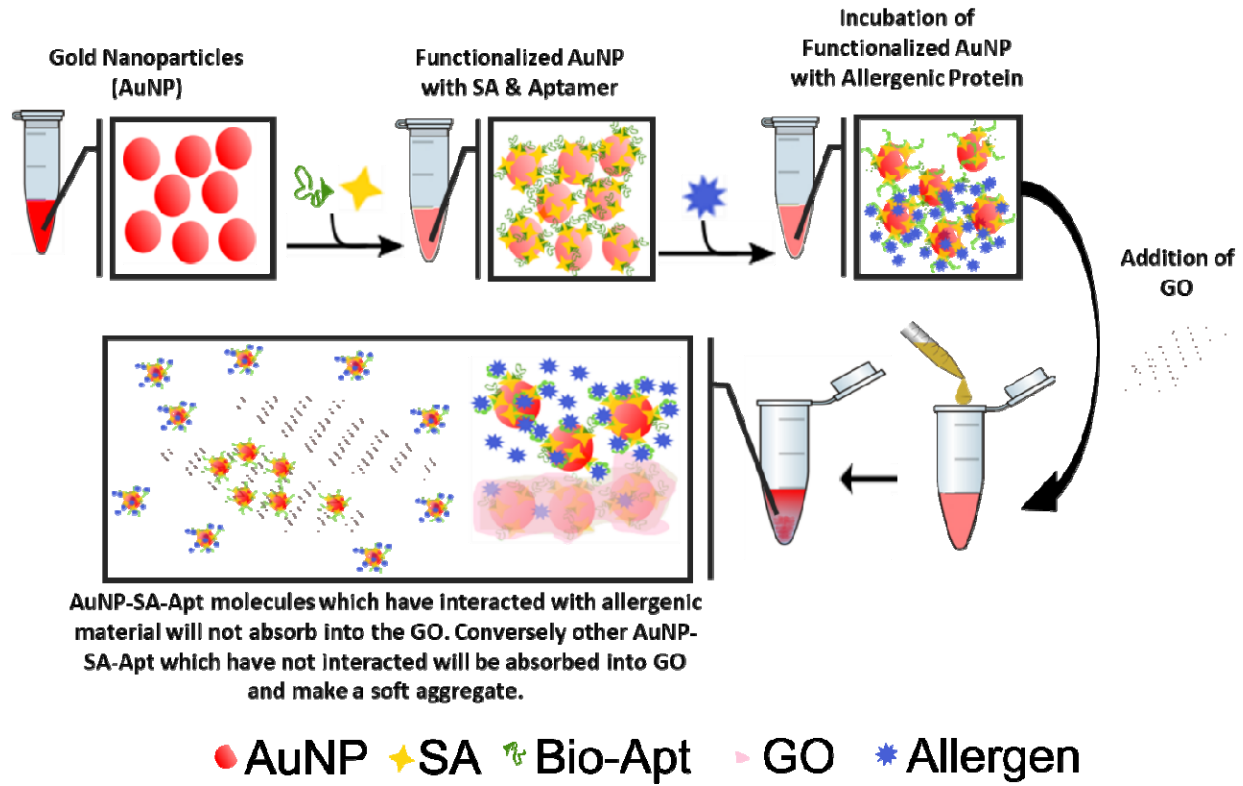 Gold Nanoparticles
(AuNP)
Functionalized AuNP
with SA & Aptamer
Incubation of
Functionalized AuNP
with Allergenic Protein
Addition of
GO
AuNP-SA-Apt molecules which have interacted with allergenic
material will not absorb into the GO. Conversely other AuNP-
SA-Apt which have not interacted will be absorbed into GO
and make a soft aggregate.
AuNP SA Bio-Apt GO Allergen